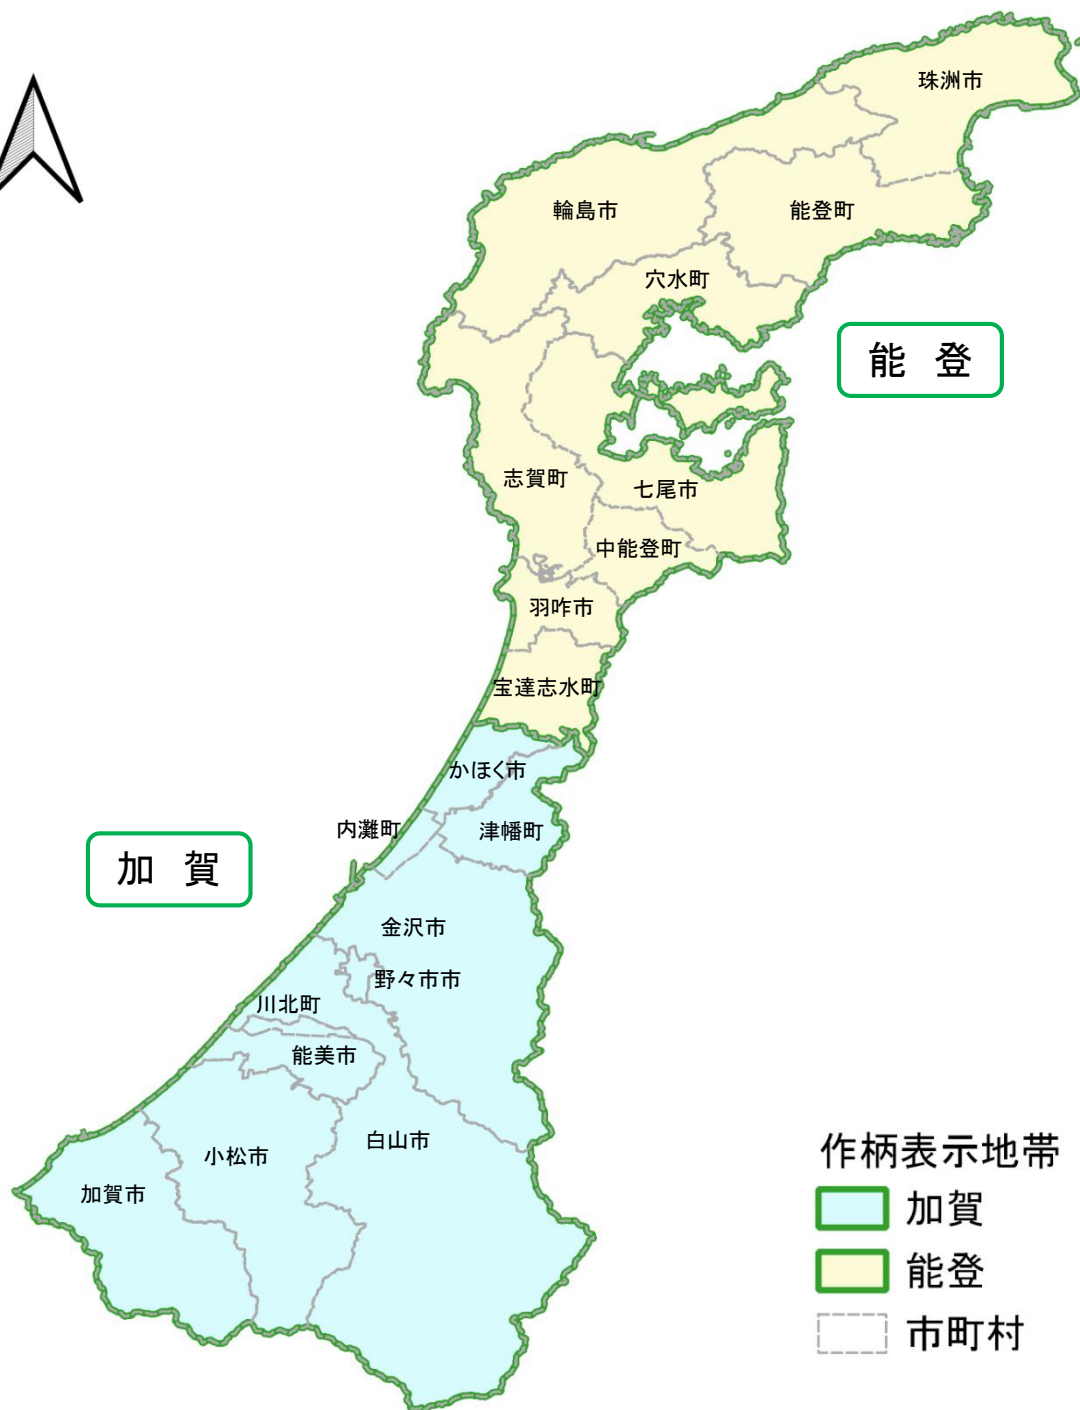 珠洲市
輪島市
能登町
穴水町
能 登
志賀町
七尾市
中能登町
羽咋市
宝達志水町
かほく市
内灘町
津幡町
加 賀
金沢市
野々市市
川北町
能美市
白山市
小松市
加賀市
作柄表示地帯
加賀
能登
市町村